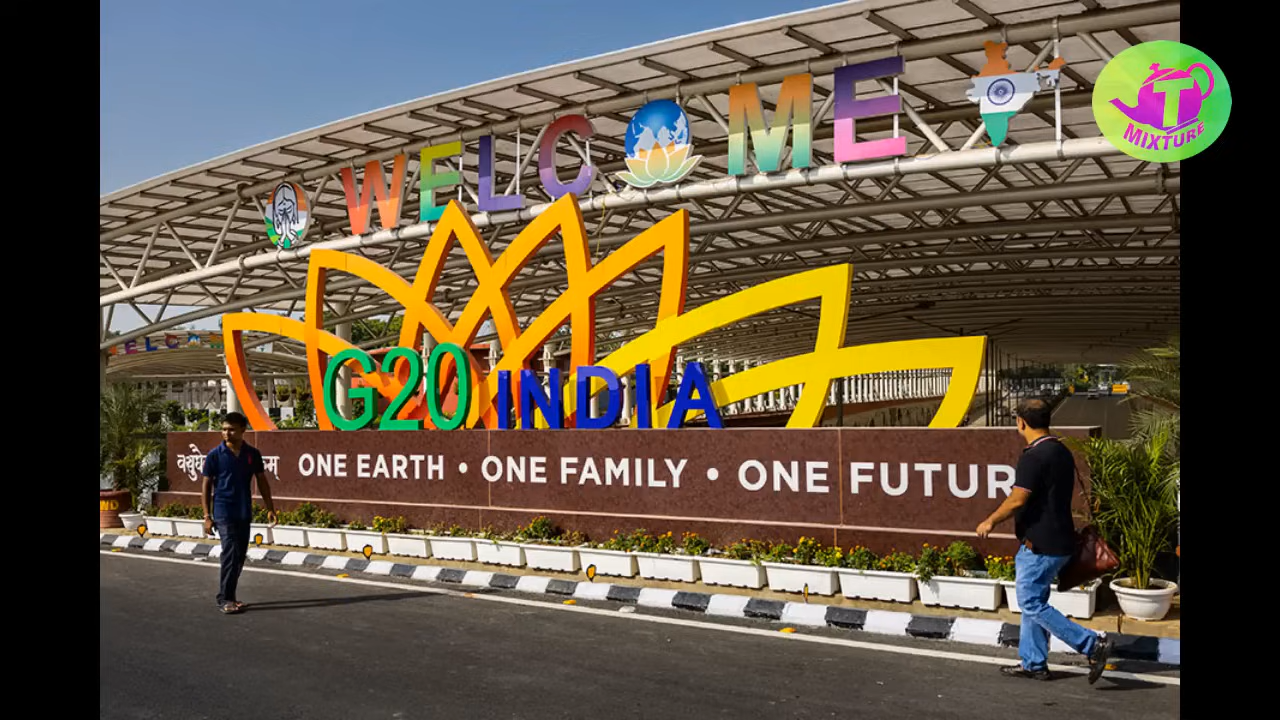 WELCOME
G20 INDIA
ONE EARTH • ONE FAMILY • ONE FUTUR
T
MIXTURE